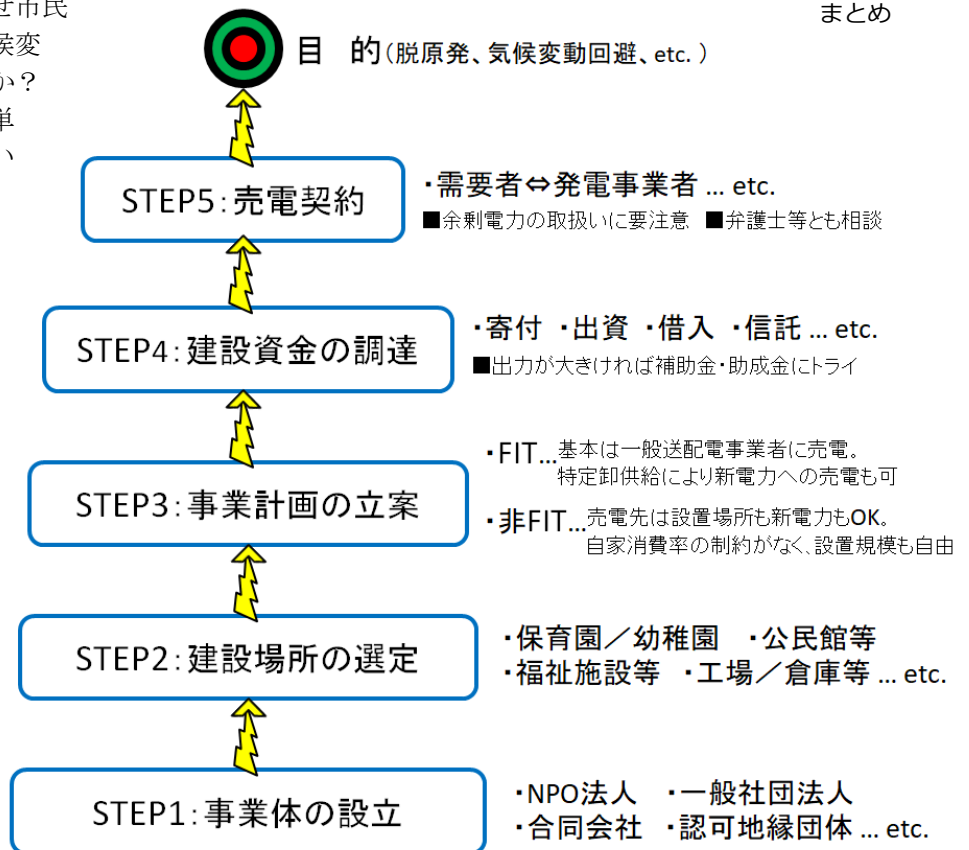 せ市民
候変
か？
単
い
まとめ
目　的(脱原発、気候変動回避、etc. )
STEP5：売電契約
・需要者⇔発電事業者 ... etc.
■余剰電力の取扱いに要注意　■弁護士等とも相談
STEP4：建設資金の調達
・寄付　・出資　・借入　・信託 ... etc.
■出力が大きければ補助金・助成金にトライ
STEP3：事業計画の立案
・FIT...基本は一般送配電事業者に売電。
特定卸供給により新電力への売電も可
・非FIT...売電先は設置場所も新電力もOK。
自家消費率の制約がなく、設置規模も自由
STEP2：建設場所の選定
・保育園／幼稚園　・公民館等
・福祉施設等　・工場／倉庫等 ... etc.
STEP1：事業体の設立
・NPO法人　・一般社団法人
・合同会社　・認可地縁団体 ... etc.